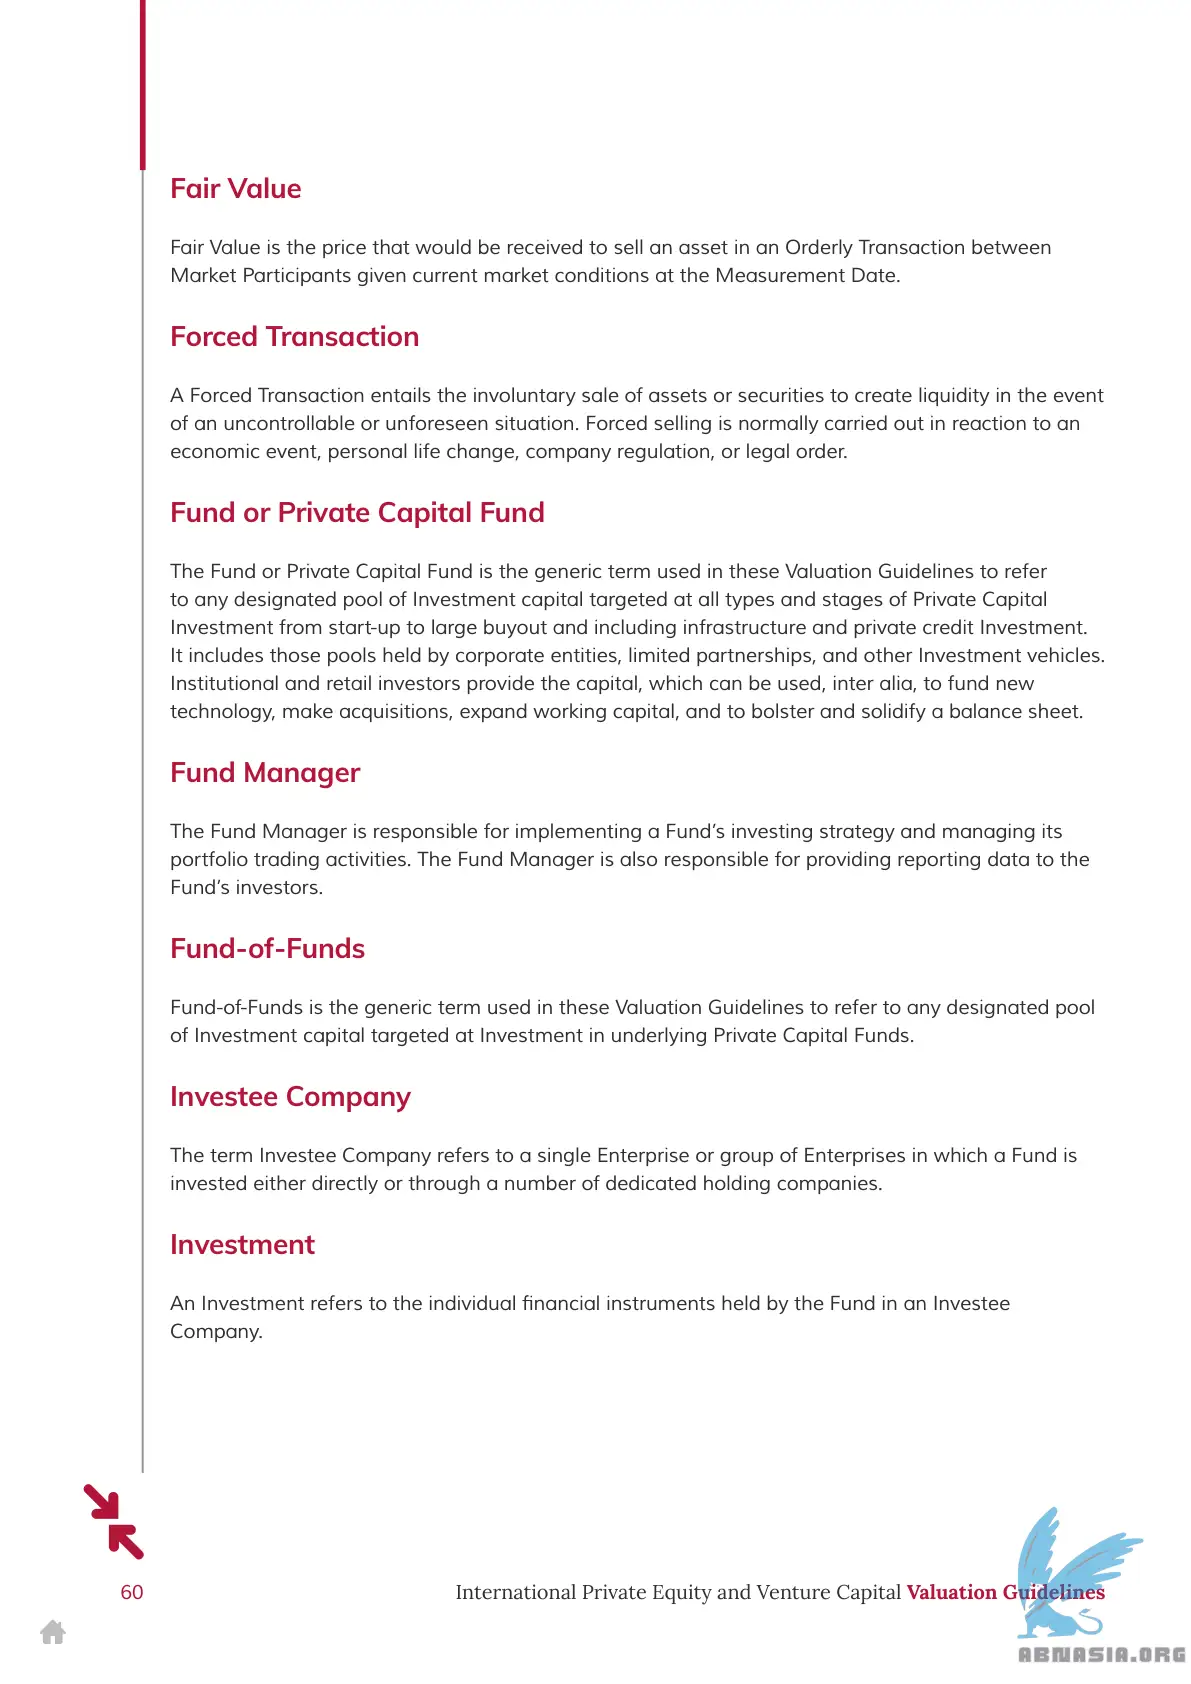 Fair Value
Fair Value is the price that would be received to sell an asset in an Orderly Transaction between
Market Participants given current market conditions at the Measurement Date.
Forced Transaction
A Forced Transaction entails the involuntary sale of assets or securities to create liquidity in the event
of an uncontrollable or unforeseen situation. Forced selling is normally carried out in reaction to an
economic event, personal life change, company regulation, or legal order.
Fund or Private Capital Fund
The Fund or Private Capital Fund is the generic term used in these Valuation Guidelines to refer
to any designated pool of Investment capital targeted at all types and stages of Private Capital
Investment from start-up to large buyout and including infrastructure and private credit Investment.
It includes those pools held by corporate entities, limited partnerships, and other Investment vehicles.
Institutional and retail investors provide the capital, which can be used, inter alia, to fund new
technology, make acquisitions, expand working capital, and to bolster and solidify a balance sheet.
Fund Manager
The Fund Manager is responsible for implementing a Fund’s investing strategy and managing its
portfolio trading activities. The Fund Manager is also responsible for providing reporting data to the
Fund’s investors.
Fund-of-Funds
Fund-of-Funds is the generic term used in these Valuation Guidelines to refer to any designated pool
of Investment capital targeted at Investment in underlying Private Capital Funds.
Investee Company
The term Investee Company refers to a single Enterprise or group of Enterprises in which a Fund is
invested either directly or through a number of dedicated holding companies.
Investment
An Investment refers to the individual financial instruments held by the Fund in an Investee
Company.
60
International Private Equity and Venture Capital Valuation Guidelines
ABNASIA.ORG